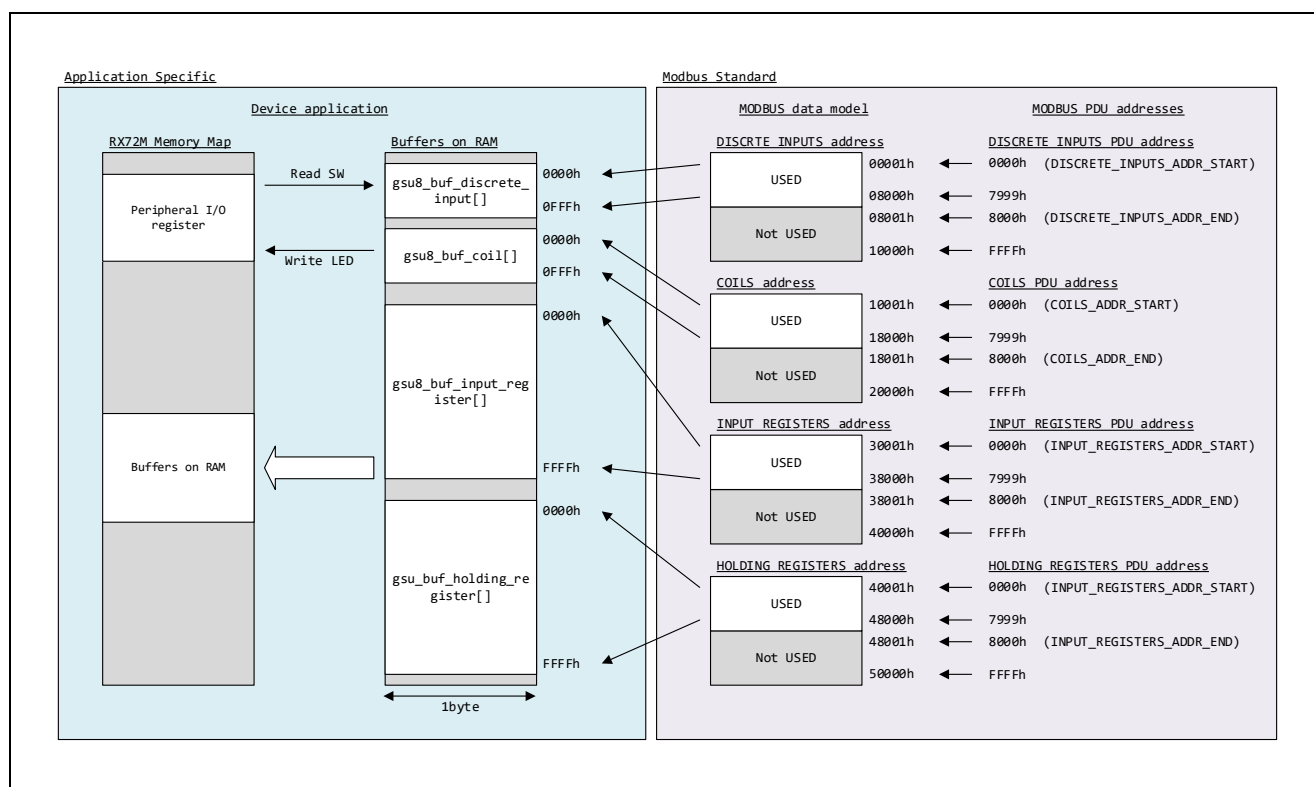 Application Specific
Device application
RX72M Memory Map
Peripheral I/O
register
Buffers on RAM
Read SW
Write LED
Buffers on RAM
gsu8_buf_discrete_
input[]
gsu8_buf_coil[]
gsu8_buf_input_reg
ister[]
gsu_buf_holding_re
gister[]
1byte
0000h
0FFFh
0000h
0FFFh
0000h
FFFFh
0000h
FFFFh
Modbus Standard
MODBUS data model
MODBUS PDU addresses
DISCRTE INPUTS address
DISCRETE INPUTS PDU address
USED
Not USED
00001h
0000h (DISCRETE_INPUTS_ADDR_START)
08000h
7999h
08001h
8000h (DISCRETE_INPUTS_ADDR_END)
10000h
FFFFh
COILS address
COILS PDU address
USED
Not USED
10001h
0000h (COILS_ADDR_START)
18000h
7999h
18001h
8000h (COILS_ADDR_END)
20000h
FFFFh
INPUT REGISTERS address
INPUT REGISTERS PDU address
USED
Not USED
30001h
0000h (INPUT_REGISTERS_ADDR_START)
38000h
7999h
38001h
8000h (INPUT_REGISTERS_ADDR_END)
40000h
FFFFh
HOLDING REGISTERS address
HOLDING REGISTERS PDU address
USED
Not USED
40001h
0000h (INPUT_REGISTERS_ADDR_START)
48000h
7999h
48001h
8000h (INPUT_REGISTERS_ADDR_END)
50000h
FFFFh